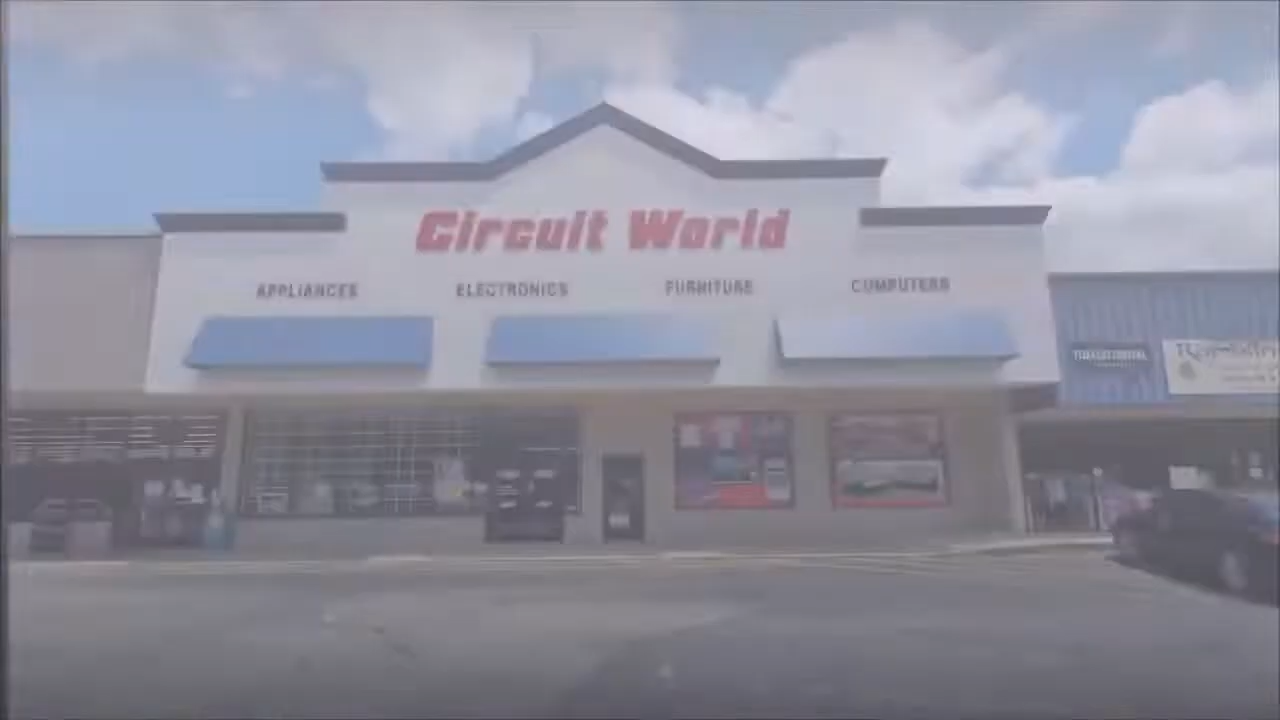 Circuit World
APPLIANCES ELECTRONICS FURNITURE COMPUTERS